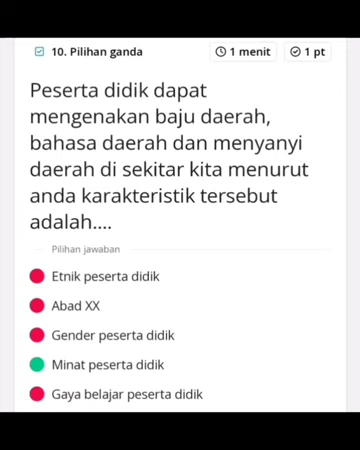 10. Pilihan ganda
1 menit
1 pt
Peserta didik dapat
mengenakan baju daerah,
bahasa daerah dan menyanyi
daerah di sekitar kita menurut
anda karakteristik tersebut
adalah....
Pilihan jawaban
Etnik peserta didik
Abad XX
Gender peserta didik
Minat peserta didik
Gaya belajar peserta didik